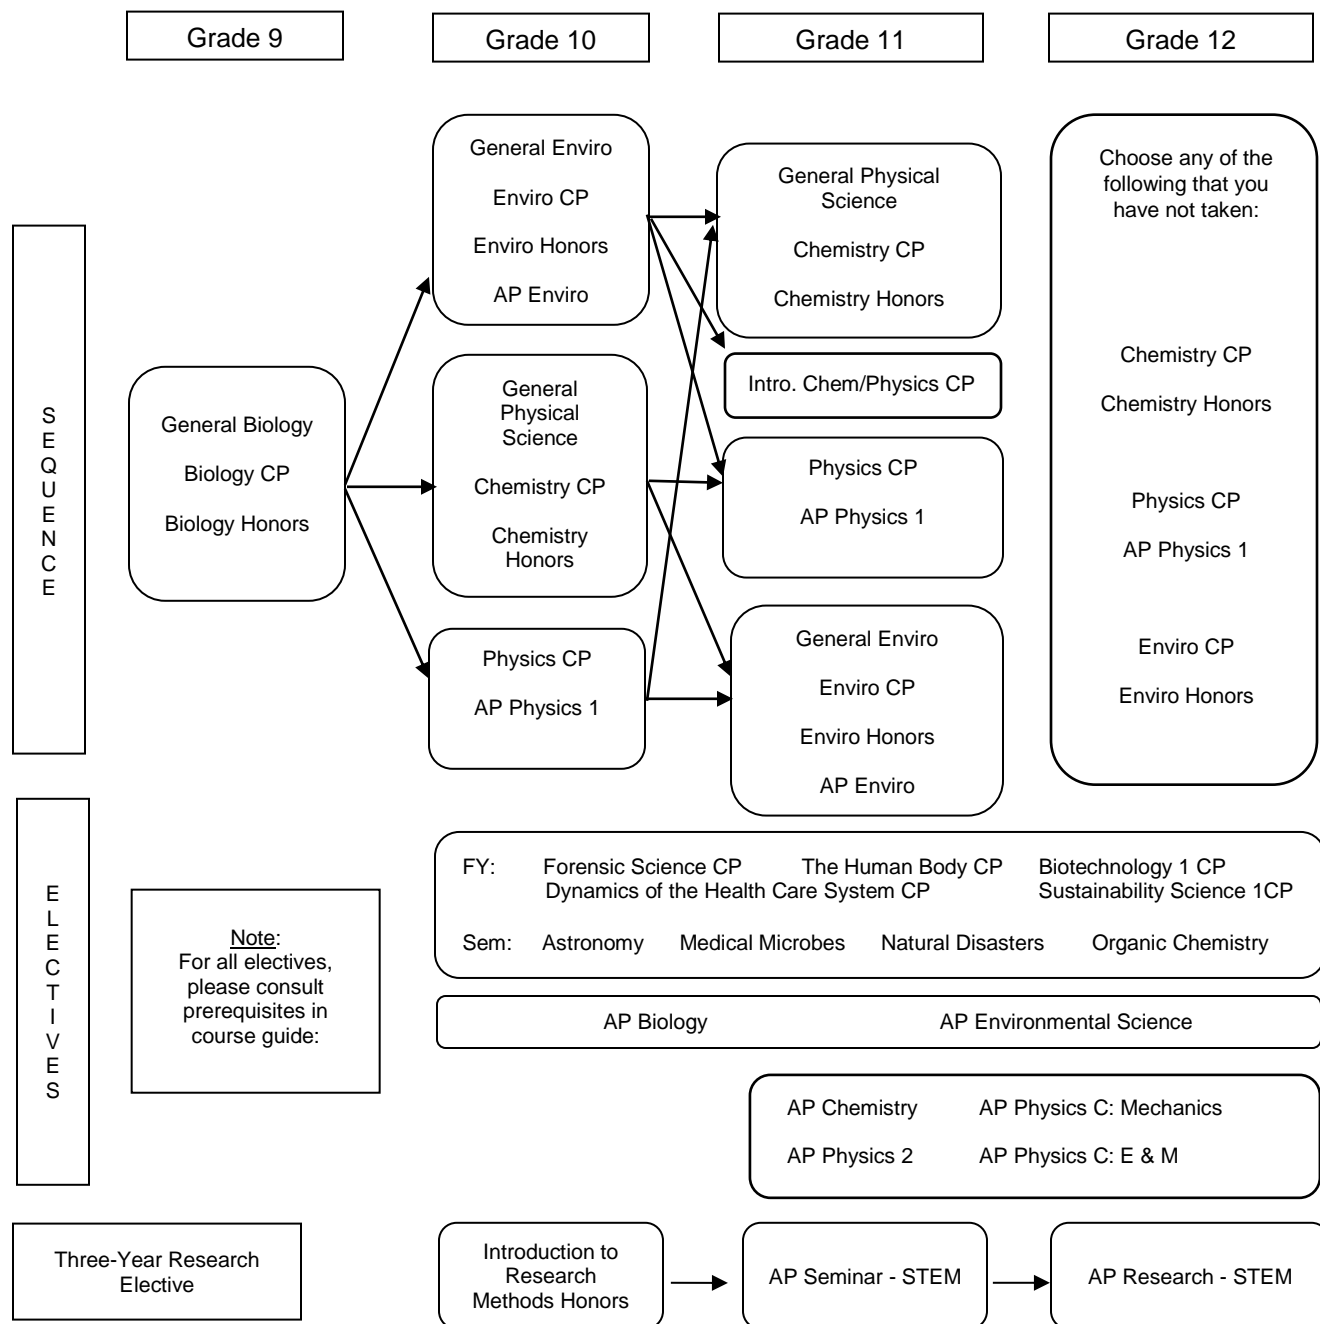 Grade 9
Grade 10
Grade 11
Grade 12
SEQUENCE
General Biology
Biology CP
Biology Honors
General Enviro
Enviro CP
Enviro Honors
AP Enviro
General
Physical
Science
Chemistry CP
Chemistry
Honors
Physics CP
AP Physics 1
General Physical
Science
Chemistry CP
Chemistry Honors
Intro. Chem/Physics CP
Physics CP
AP Physics 1
General Enviro
Enviro CP
Enviro Honors
AP Enviro
Choose any of the
following that you
have not taken:
Chemistry CP
Chemistry Honors
Physics CP
AP Physics 1
Enviro CP
Enviro Honors
ELECTIVES
Note:
For all electives,
please consult
prerequisites in
course guide:
FY: Forensic Science CP The Human Body CP Biotechnology 1 CP
Dynamics of the Health Care System CP Sustainability Science 1CP
Sem: Astronomy Medical Microbes Natural Disasters Organic Chemistry
AP Biology AP Environmental Science
AP Chemistry AP Physics C: Mechanics
AP Physics 2 AP Physics C: E & M
Three-Year Research
Elective
Introduction to
Research
Methods Honors
AP Seminar - STEM
AP Research - STEM